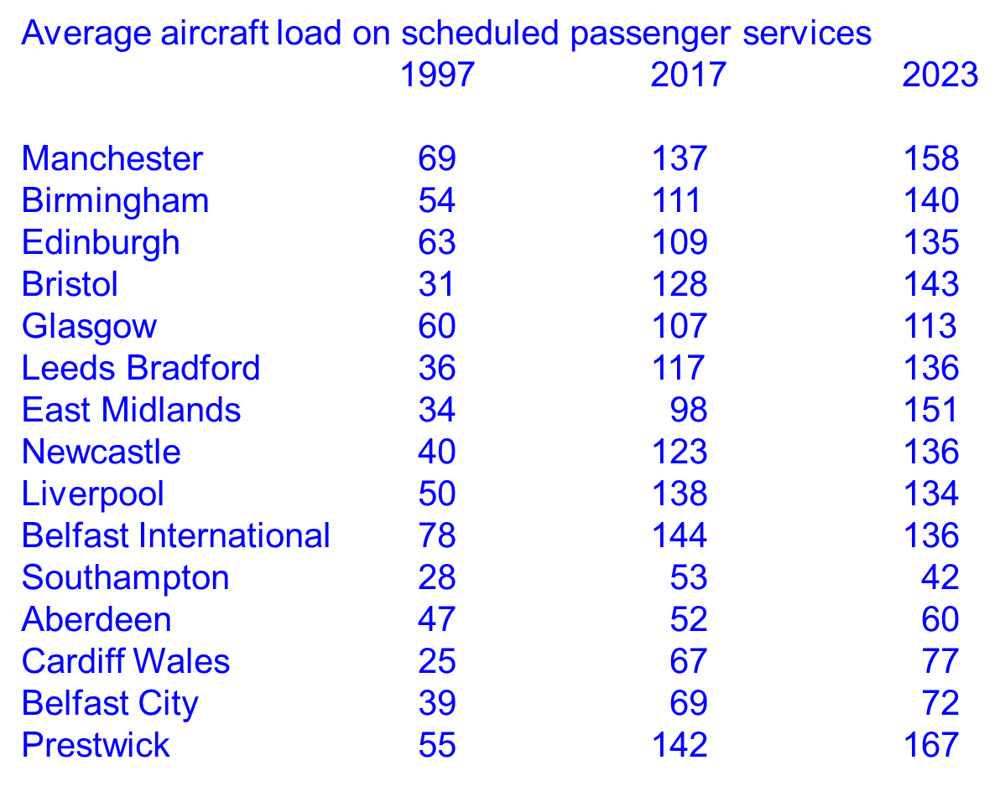 Average aircraft load on scheduled passenger services
1997 2017 2023
Manchester 69 137 158
Birmingham 54 111 140
Edinburgh 63 109 135
Bristol 31 128 143
Glasgow 60 107 113
Leeds Bradford 36 117 136
East Midlands 34 98 151
Newcastle 40 123 136
Liverpool 50 138 134
Belfast International 78 144 136
Southampton 28 53 42
Aberdeen 47 52 60
Cardiff Wales 25 67 77
Belfast City 39 69 72
Prestwick 55 142 167